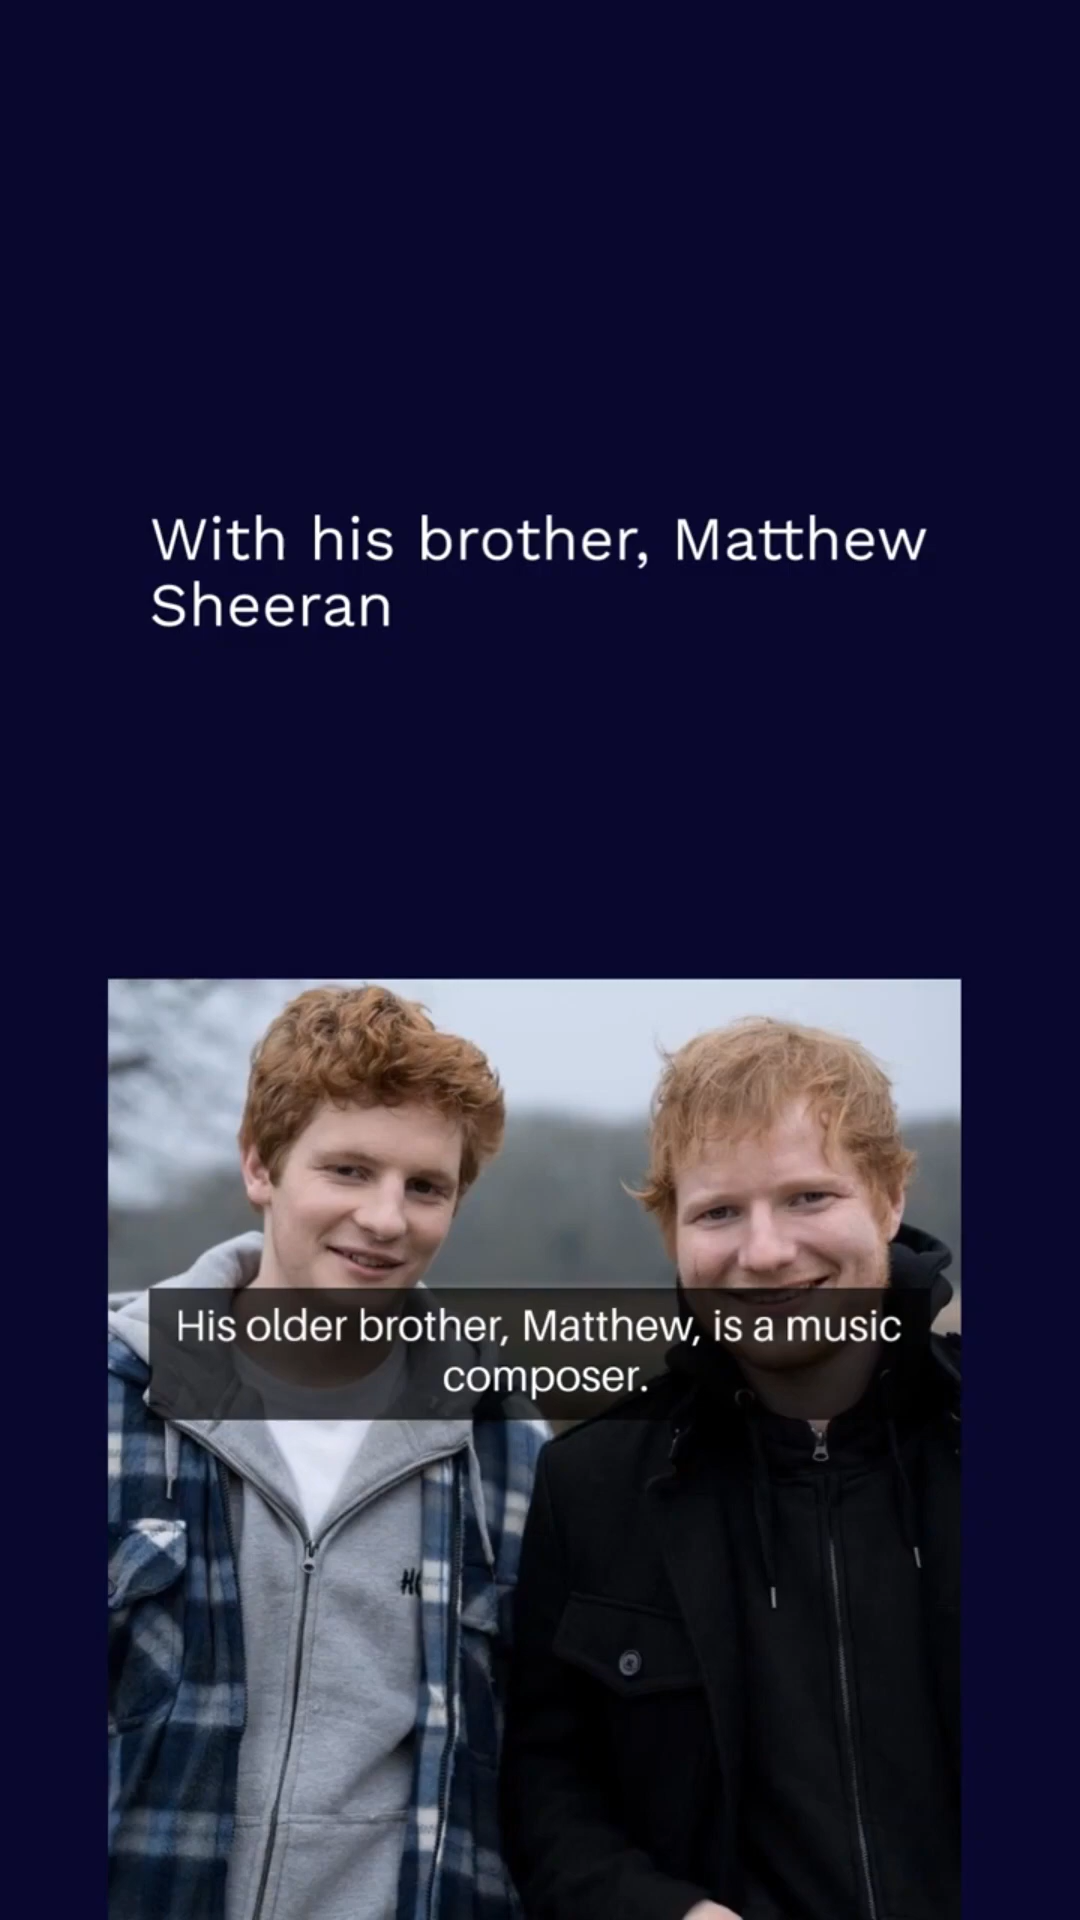 With his brother, Matthew
Sheeran
His older brother, Matthew, is a music
composer.